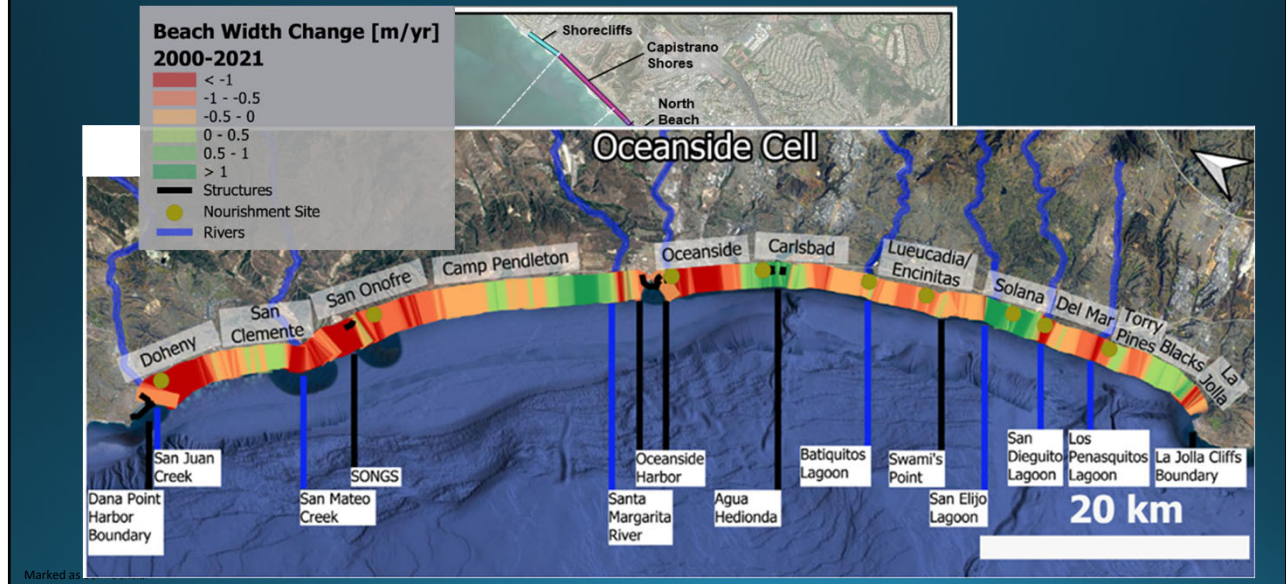 Beach Width Change [m/yr]
2000-2021
< -1
-1 - -0.5
-0.5 - 0
0 - 0.5
0.5 - 1
> 1
Structures
Nourishment Site
Rivers
Shorecliffs
Capistrano
Shores
North
Beach
Oceanside Cell
Doheny
San
Clemente
San Onofre
Camp Pendleton
Oceanside
Carlsbad
Lueucadia/
Encinitas
Solana
Del Mar
Torry
Pines
Blacks
La
Jolla
Dana Point
Harbor
Boundary
San Juan
Creek
San Mateo
Creek
SONGS
Santa
Margarita
River
Oceanside
Harbor
Agua
Hedionda
Batiquitos
Lagoon
Swami's
Point
San Elijo
Lagoon
San
Dieguito
Lagoon
Los
Penasquitos
Lagoon
La Jolla Cliffs
Boundary
20 km
Marked as